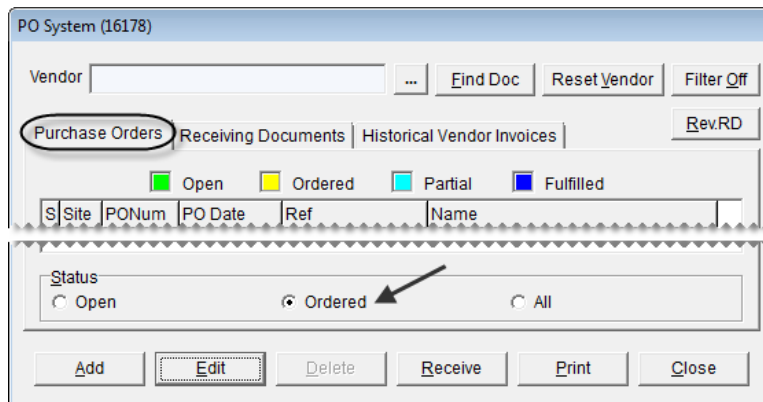 PO System (16178)
Vendor ... Find Doc Reset Vendor Filter Off
Purchase Orders Receiving Documents Historical Vendor Invoices Rev.RD
Open Ordered Partial Fulfilled
S Site PONum PO Date Ref Name
Status
Open Ordered All
Add Edit Delete Receive Print Close